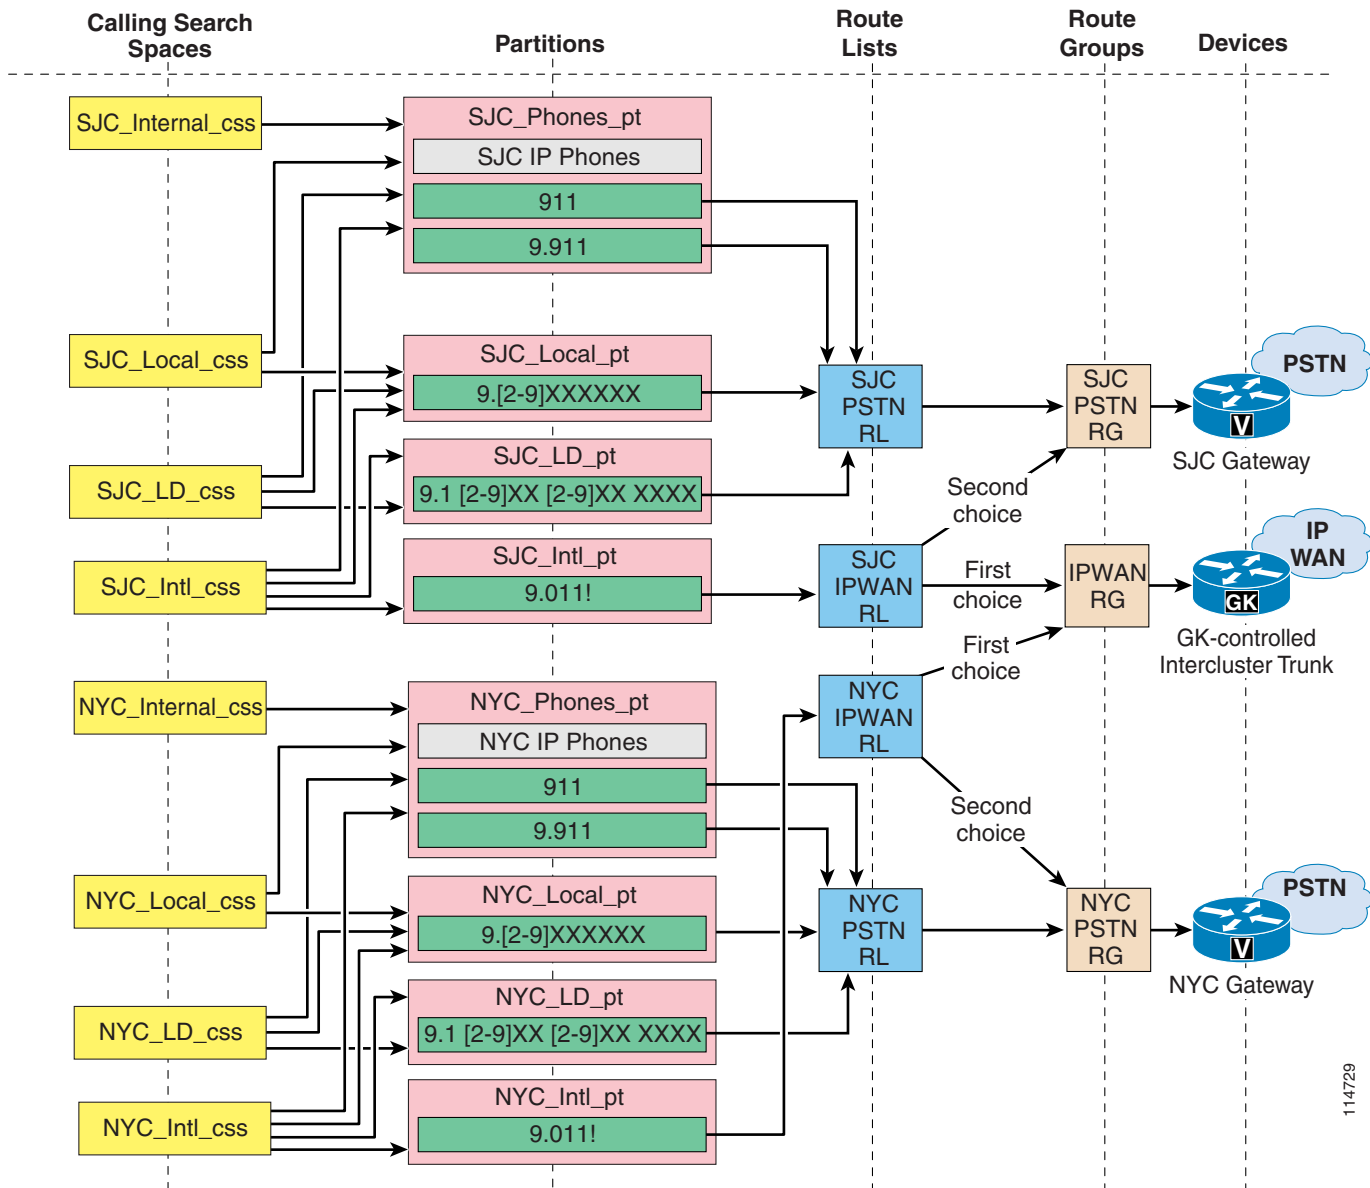 Calling Search
Spaces
Partitions
Route
Lists
Route
Groups
Devices
SJC_Internal_css
SJC_Phones_pt
SJC IP Phones
911
9.911
SJC_Local_css
SJC_Local_pt
9.[2-9]XXXXXX
SJC_LD_css
SJC_LD_pt
9.1 [2-9]XX [2-9]XX XXXX
SJC_Intl_css
SJC_Intl_pt
9.011!
SJC
PSTN
RL
SJC
PSTN
RG
PSTN
V
SJC Gateway
Second
choice
SJC
IPWAN
RL
First
choice
IPWAN
RG
IP
WAN
GK
GK-controlled
Intercluster Trunk
First
choice
NYC_Internal_css
NYC_Phones_pt
NYC IP Phones
911
9.911
NYC
IPWAN
RL
Second
choice
NYC_Local_css
NYC_Local_pt
9.[2-9]XXXXXX
NYC
PSTN
RL
NYC
PSTN
RG
PSTN
V
NYC Gateway
NYC_LD_css
NYC_LD_pt
9.1 [2-9]XX [2-9]XX XXXX
NYC_Intl_css
NYC_Intl_pt
9.011!
114729